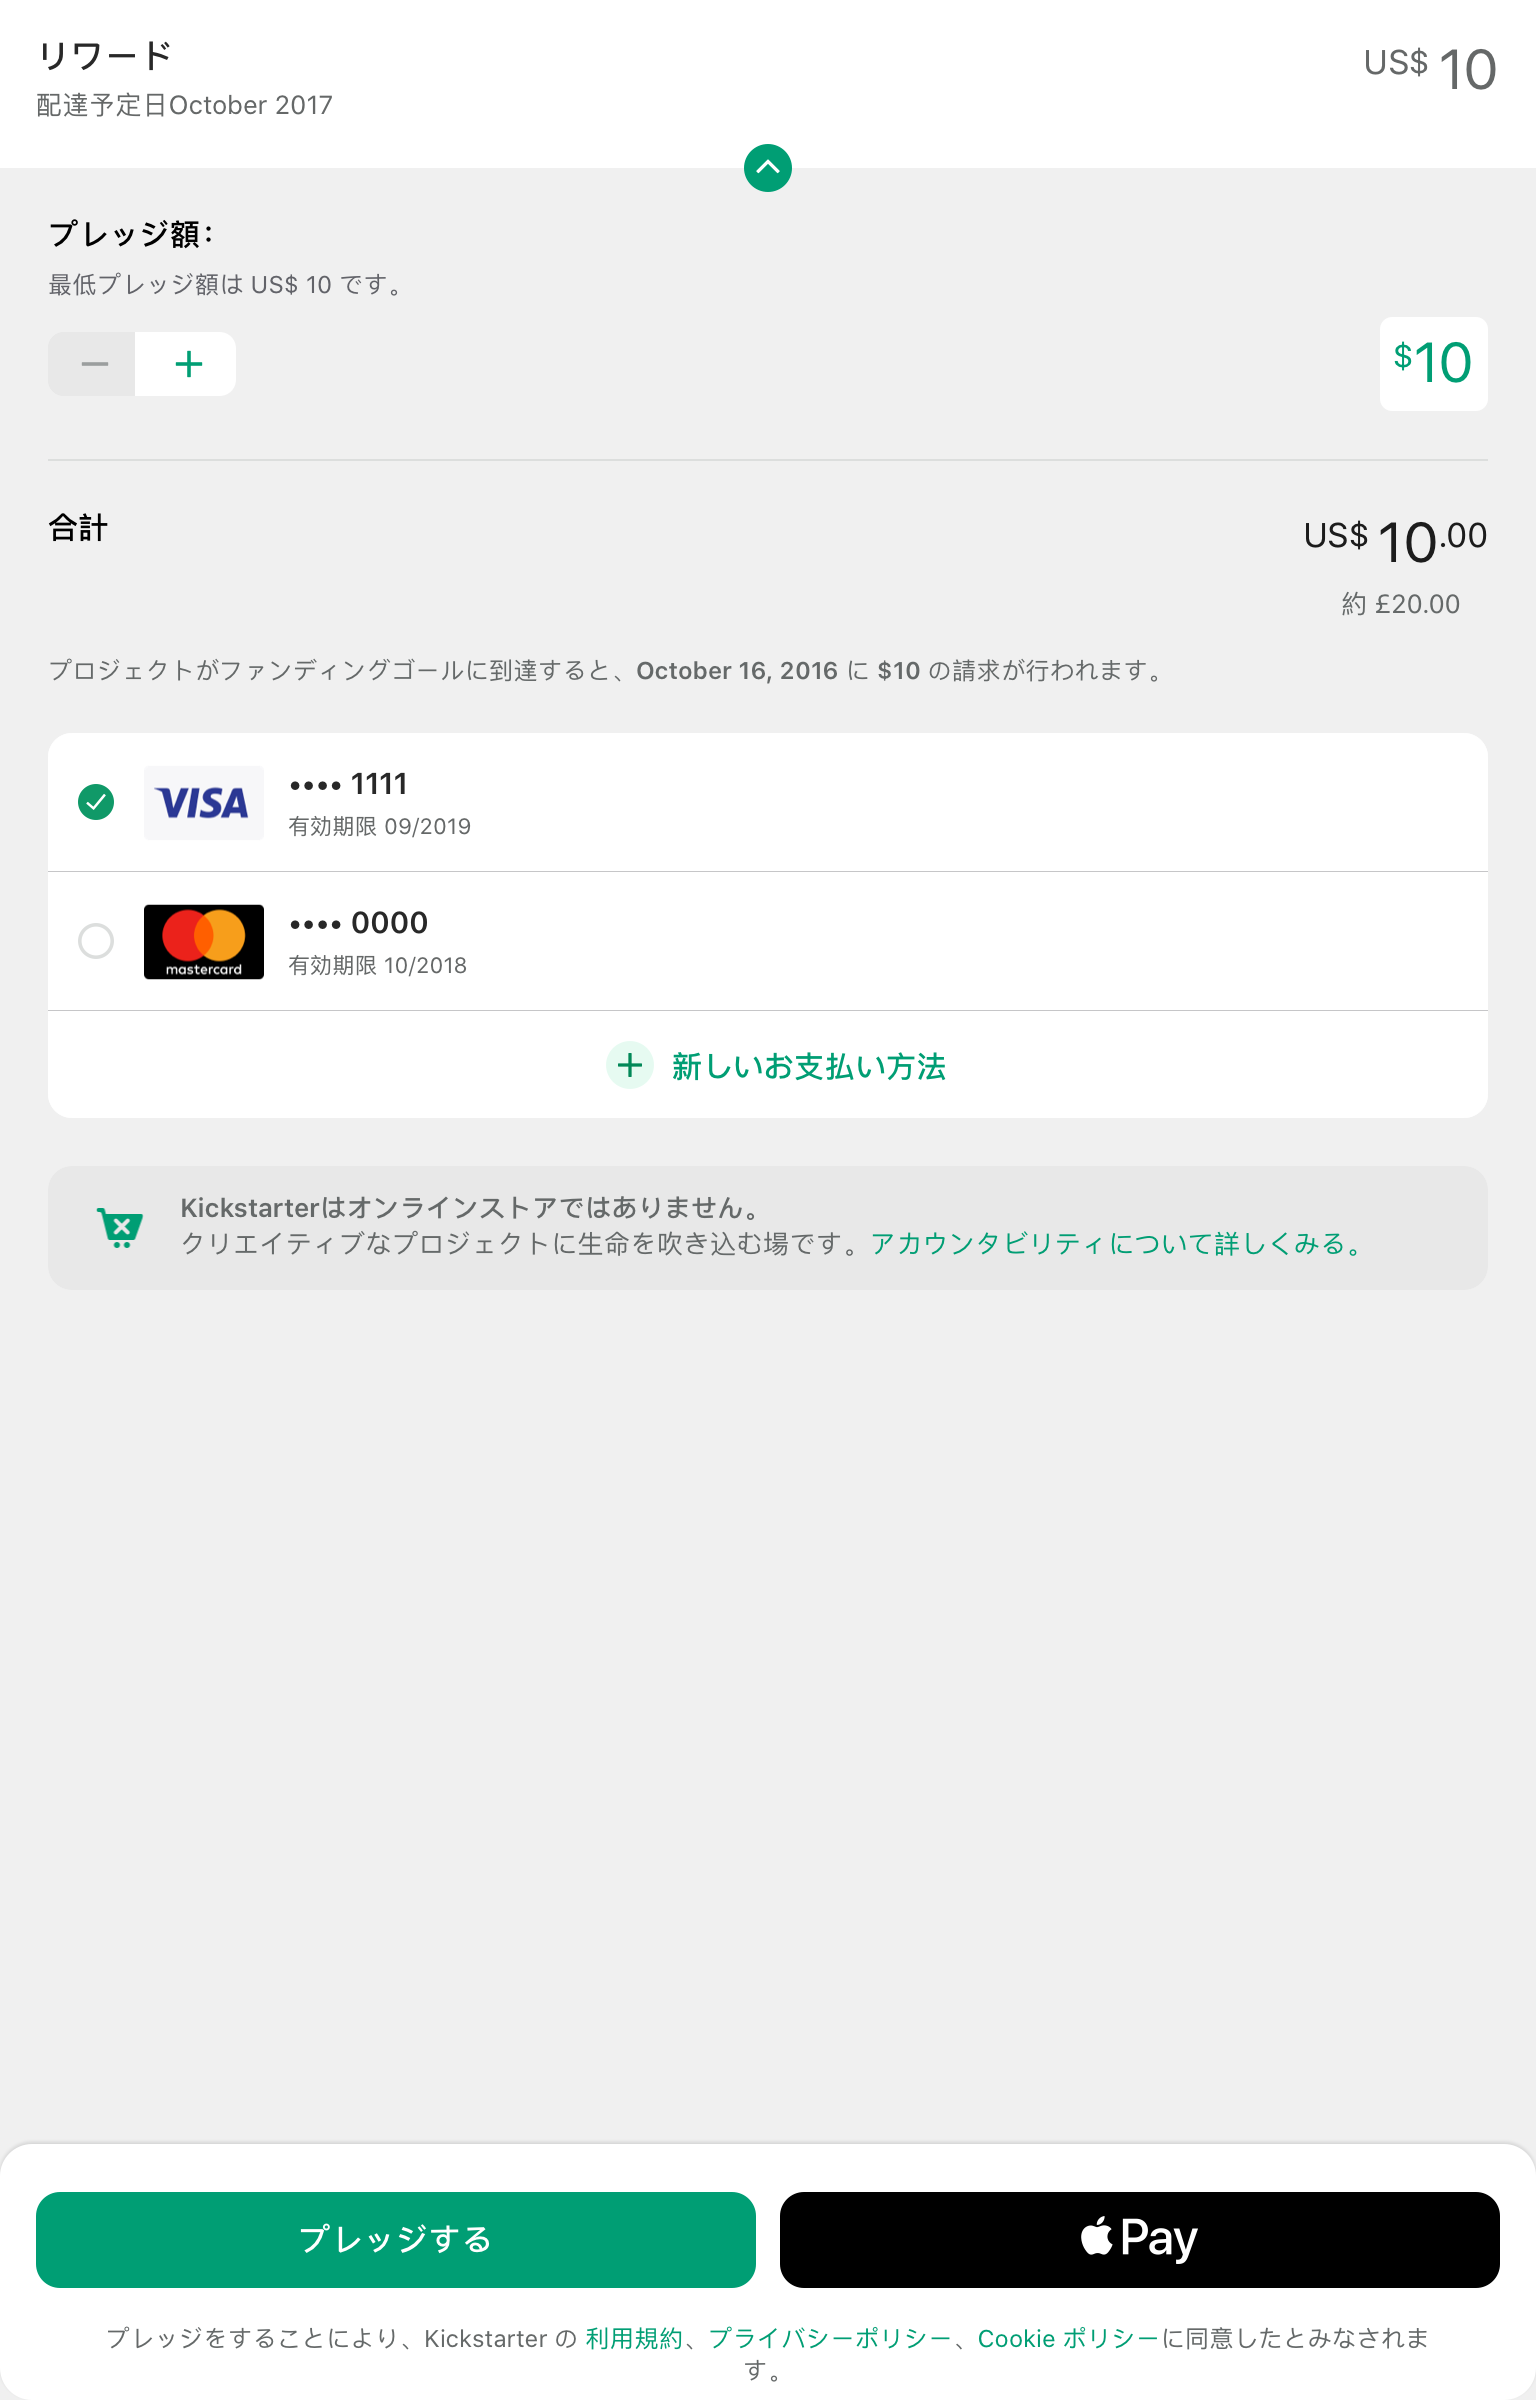 リワード
US$ 10
配達予定日October 2017
プレッジ額：
最低プレッジ額は US$ 10 です。
$10
合計
US$ 10.00
約 £20.00
プロジェクトがファンディングゴールに到達すると、October 16, 2016 に $10 の請求が行われます。
VISA
•••• 1111
有効期限 09/2019
mastercard
•••• 0000
有効期限 10/2018
新しいお支払い方法
Kickstarterはオンラインストアではありません。
クリエイティブなプロジェクトに生命を吹き込む場です。アカウンタビリティについて詳しくみる。
プレッジする
Pay
プレッジをすることにより、Kickstarter の 利用規約、プライバシーポリシー、Cookie ポリシーに同意したとみなされま
す。